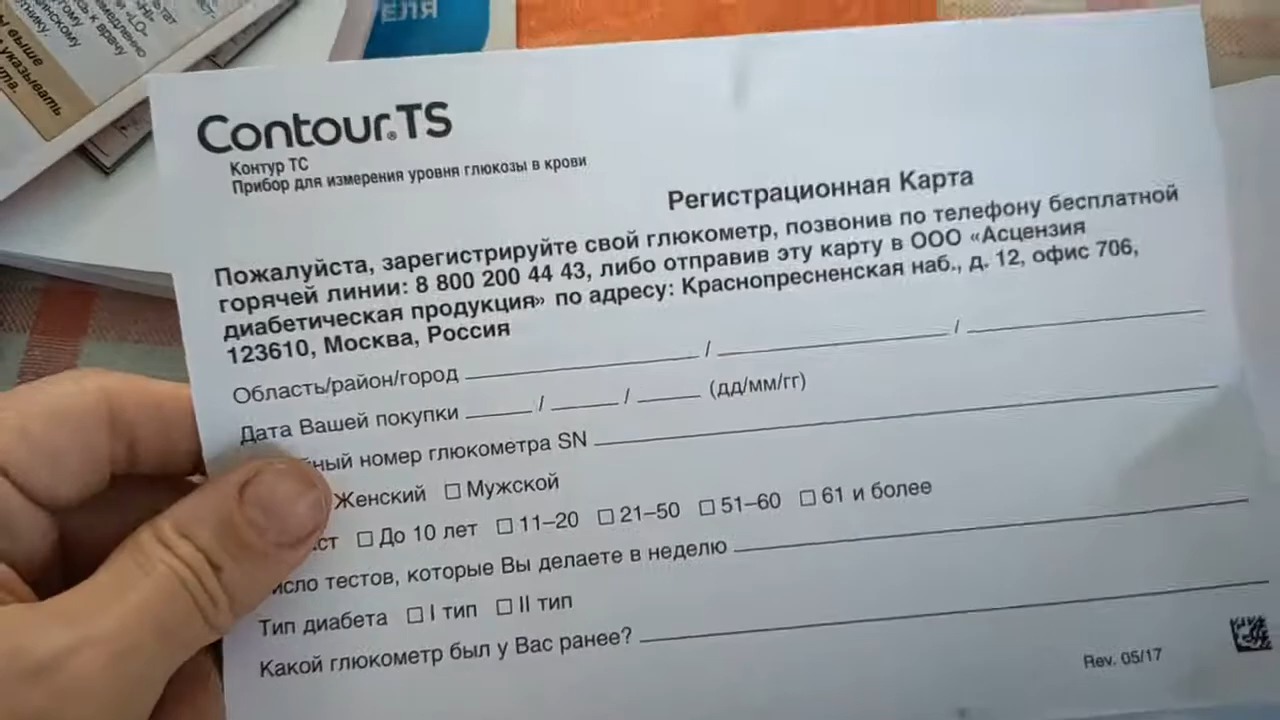 ЕЛЯ
выше
указывать
Contour®TS
Контур ТС
Прибор для измерения уровня глюкозы в крови
Регистрационная Карта
Пожалуйста, зарегистрируйте свой глюкометр, позвонив по телефону бесплатной
горячей линии: 8 800 200 44 43, либо отправив эту карту в ООО «Асцензия
диабетическая продукция» по адресу: Краснопресненская наб., д. 12, офис 706,
123610, Москва, Россия
Область/район/город / /
Дата Вашей покупки / / (дд/мм/гг)
номер глюкометра SN
Женский Мужской
До 10 лет 11–20 21–50 51–60 61 и более
тестов, которые Вы делаете в неделю
Тип диабета I тип II тип
Какой глюкометр был у Вас ранее?
Rev. 05/17